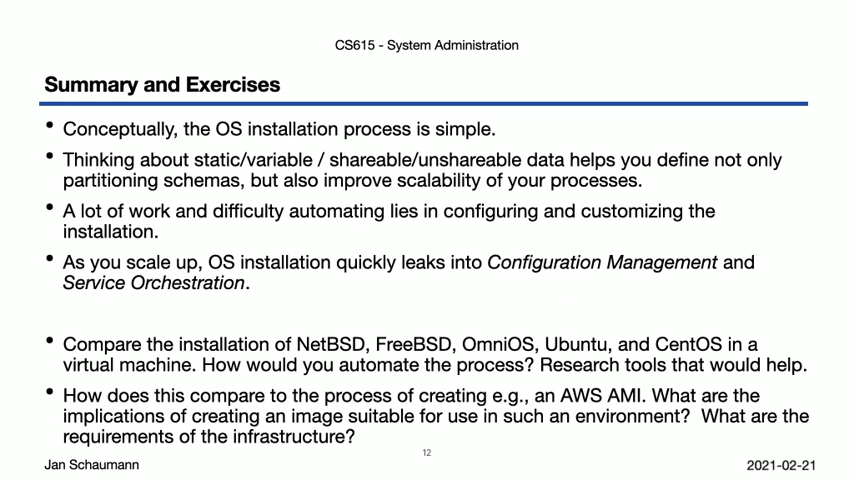 CS615 - System Administration
Summary and Exercises
• Conceptually, the OS installation process is simple.
• Thinking about static/variable / shareable/unshareable data helps you define not only
partitioning schemas, but also improve scalability of your processes.
• A lot of work and difficulty automating lies in configuring and customizing the
installation.
• As you scale up, OS installation quickly leaks into Configuration Management and
Service Orchestration.
• Compare the installation of NetBSD, FreeBSD, OmniOS, Ubuntu, and CentOS in a
virtual machine. How would you automate the process? Research tools that would help.
• How does this compare to the process of creating e.g., an AWS AMI. What are the
implications of creating an image suitable for use in such an environment?  What are the
requirements of the infrastructure?
Jan Schaumann
12
2021-02-21